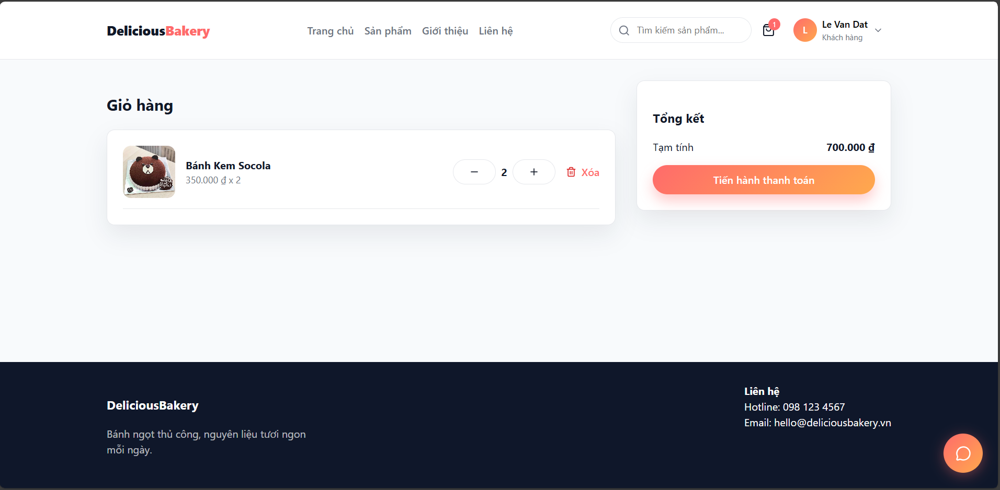 DeliciousBakery
Trang chủ Sản phẩm Giới thiệu Liên hệ
Tìm kiếm sản phẩm...
1
L
Le Van Dat
Khách hàng
Giỏ hàng
Bánh Kem Socola
350.000 ₫ x 2
2
Xóa
Tổng kết
Tạm tính 700.000 ₫
Tiến hành thanh toán
DeliciousBakery
Bánh ngọt thủ công, nguyên liệu tươi ngon
mỗi ngày.
Liên hệ
Hotline: 098 123 4567
Email: hello@deliciousbakery.vn